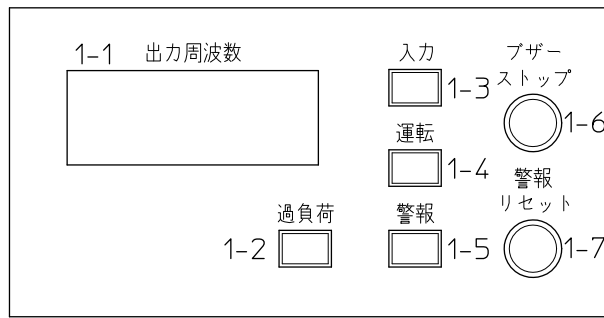 1-1 出力周波数
入力
1-3
ブザー
ストップ
1-6
運転
1-4
過負荷
1-2
警報
1-5
警報
リセット
1-7